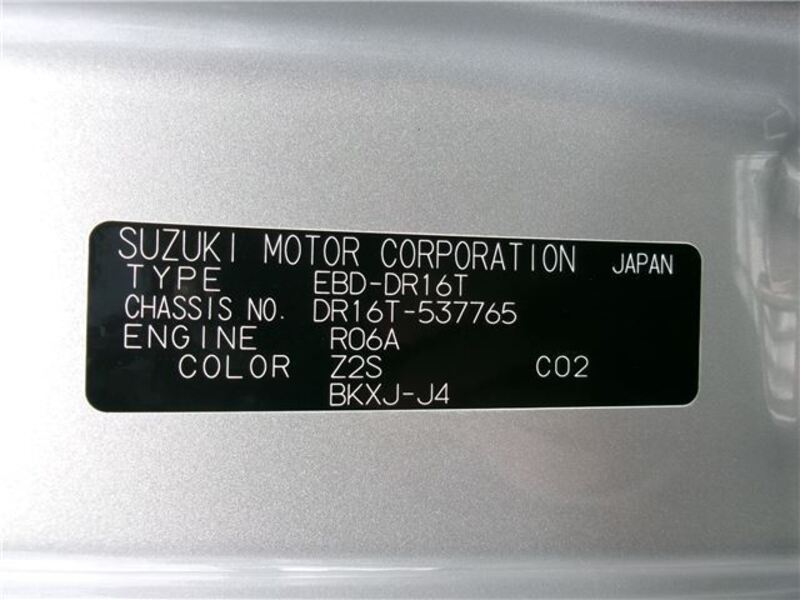 SUZUKI MOTOR CORPORATION JAPAN
TYPE EBD-DR16T
CHASSIS NO. DR16T-537765
ENGINE R06A
COLOR Z2S C02
BKXJ-J4